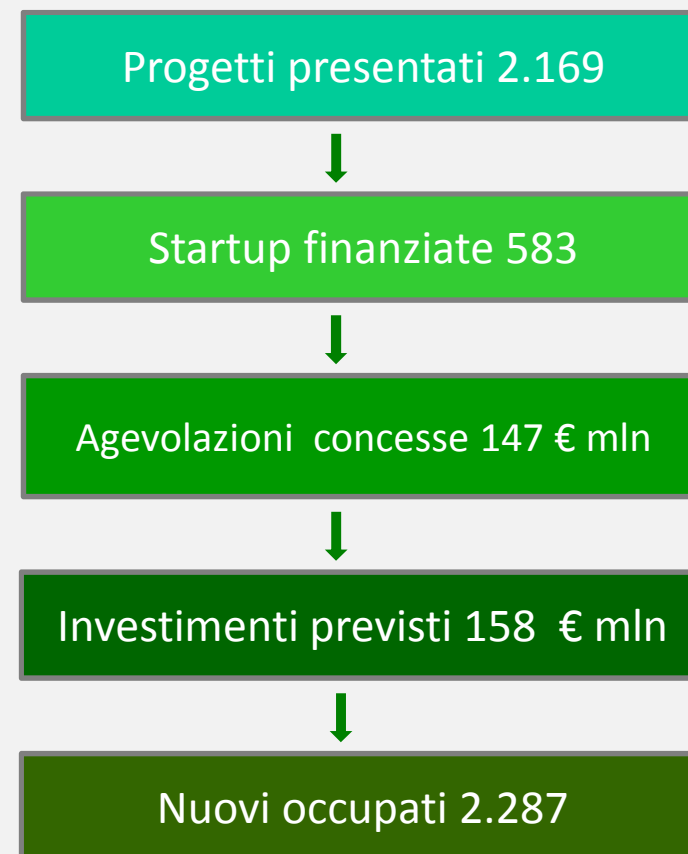 Progetti presentati 2.169
Startup finanziate 583
Agevolazioni concesse 147 € mln
Investimenti previsti 158 € mln
Nuovi occupati 2.287